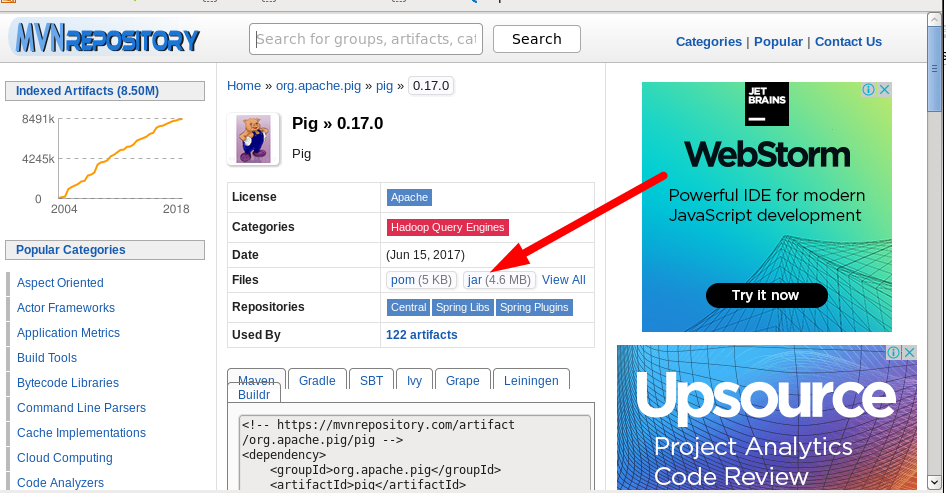 MVNREPOSITORY
Search for groups, artifacts, cat
Search
Categories | Popular | Contact Us
Indexed Artifacts (8.50M)
8491k
4245k
0
2004
2018
Popular Categories
Aspect Oriented
Actor Frameworks
Application Metrics
Build Tools
Bytecode Libraries
Command Line Parsers
Cache Implementations
Cloud Computing
Code Analyzers
Home » org.apache.pig » pig » 0.17.0
Pig » 0.17.0
Pig
License Apache
Categories Hadoop Query Engines
Date (Jun 15, 2017)
Files pom (5 KB) jar (4.6 MB) View All
Repositories Central Spring Libs Spring Plugins
Used By 122 artifacts
Maven Gradle SBT Ivy Grape Leiningen
Buildr
<!-- https://mvnrepository.com/artifact
/org.apache.pig/pig -->
<dependency>
<groupId>org.apache.pig</groupId>
<artifactId>pig</artifactId>
JET
BRAINS
WebStorm
Powerful IDE for modern
JavaScript development
Try it now
Upsource
Project Analytics
Code Review